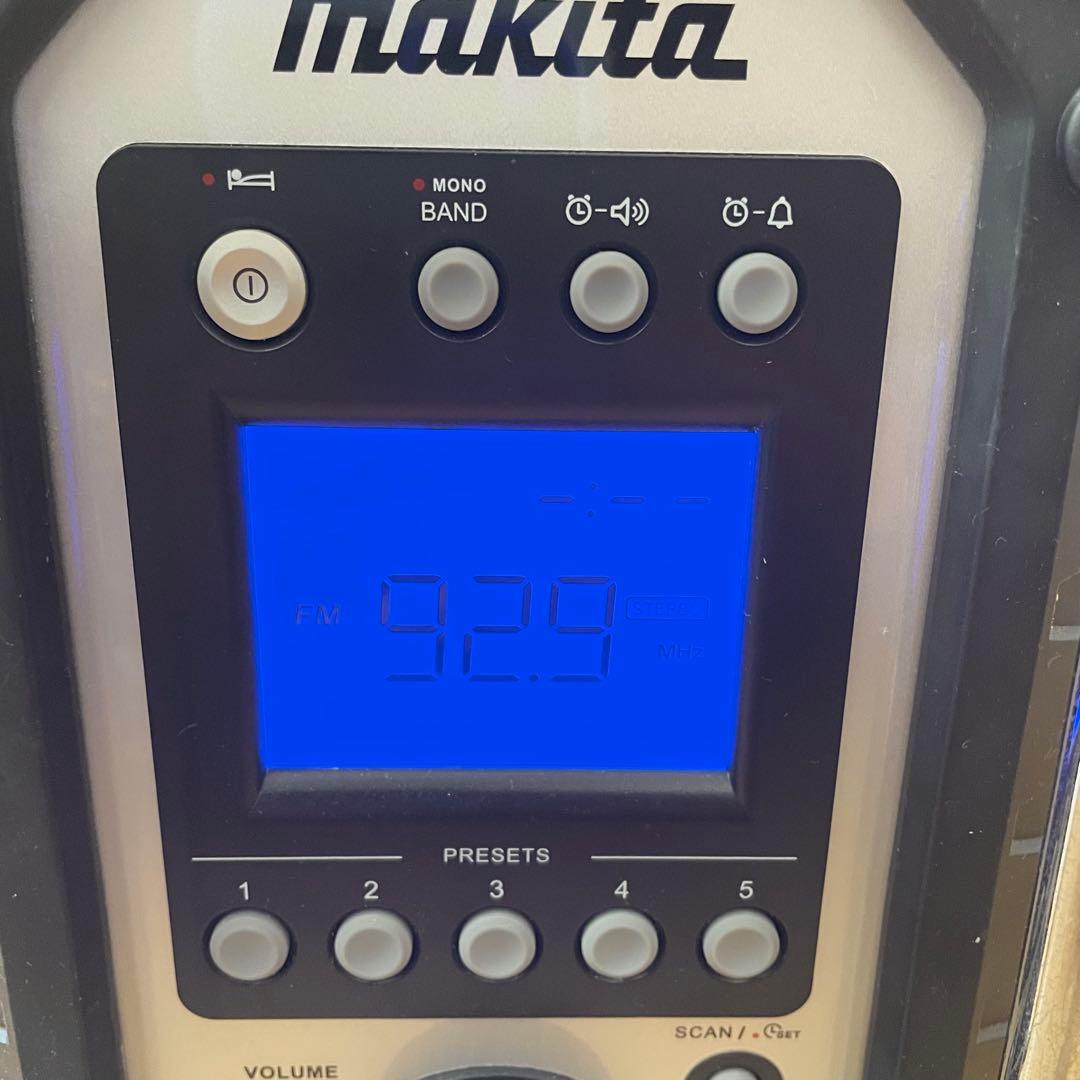 makita
MONO
BAND
-:- -
FM 92.9 STEREO
MHz
PRESETS
1 2 3 4 5
SCAN / SET
VOLUME